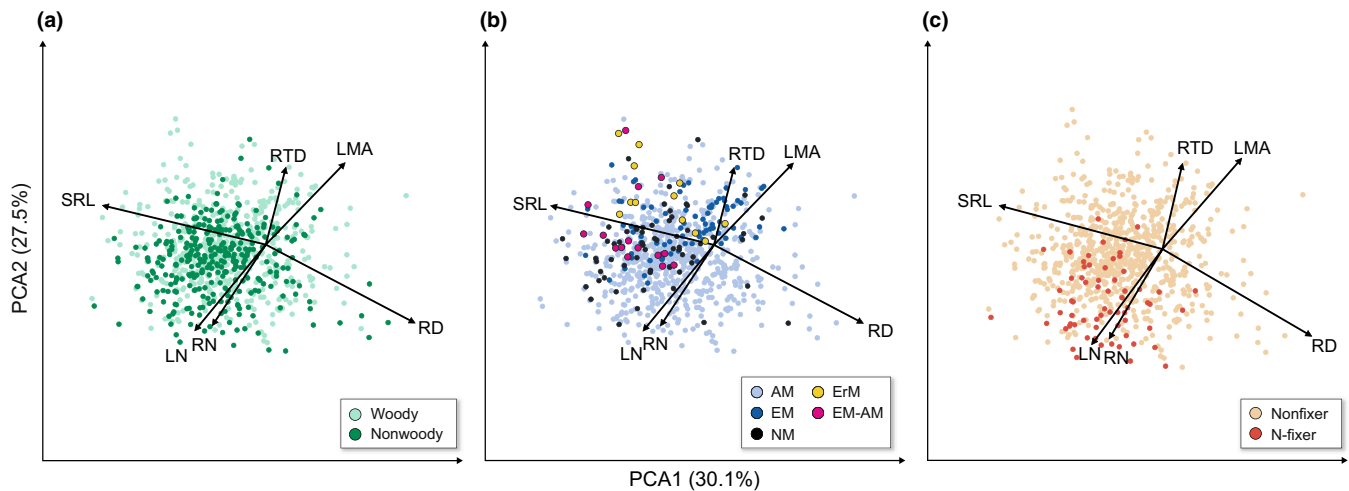 (a)
(b)
(c)
PCA2 (27.5%)
SRL
RTD
LMA
RD
LN
RN
Woody
Nonwoody
SRL
RTD
LMA
RD
LN
RN
AM
ErM
EM
EM-AM
NM
PCA1 (30.1%)
SRL
RTD
LMA
RD
LN
RN
Nonfixer
N-fixer